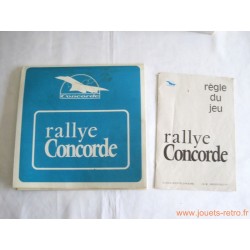 Concorde
rallye
Concorde
règle
du
jeu
rallye
Concorde
www.jouets-retro.fr